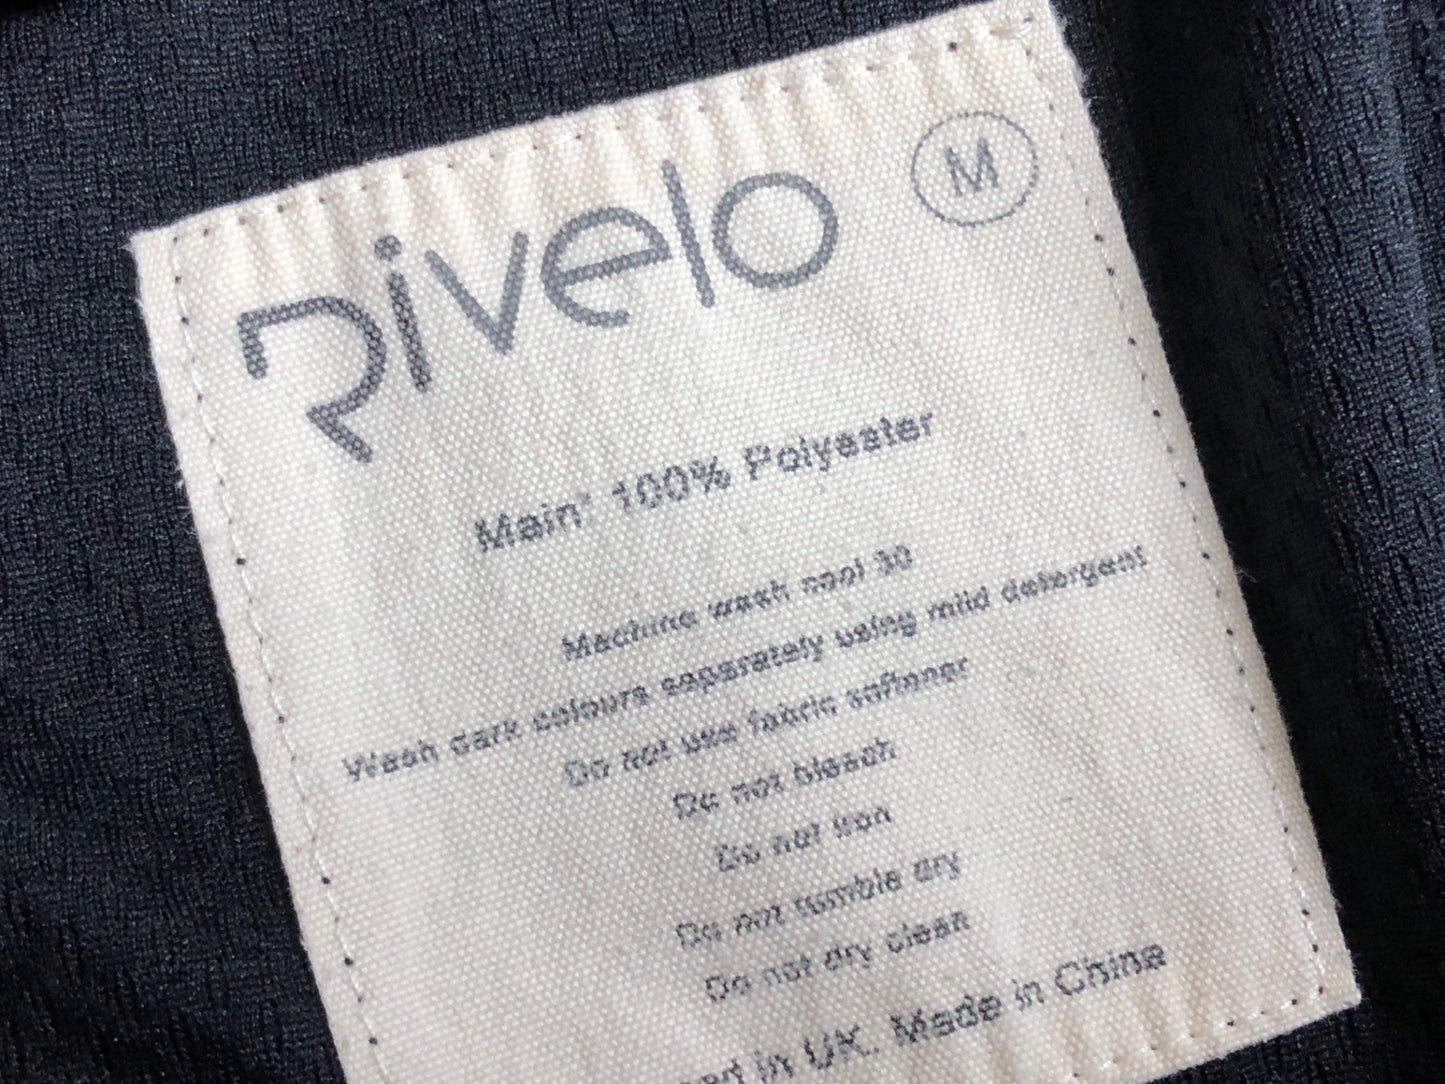 Rivelo
M
Main: 100% Polyester
Machine wash cool 30
Wash dark colours separately using mild detergent
Do not use fabric softener
Do not bleach
Do not iron
Do not tumble dry
Do not dry clean
in UK. Made in China